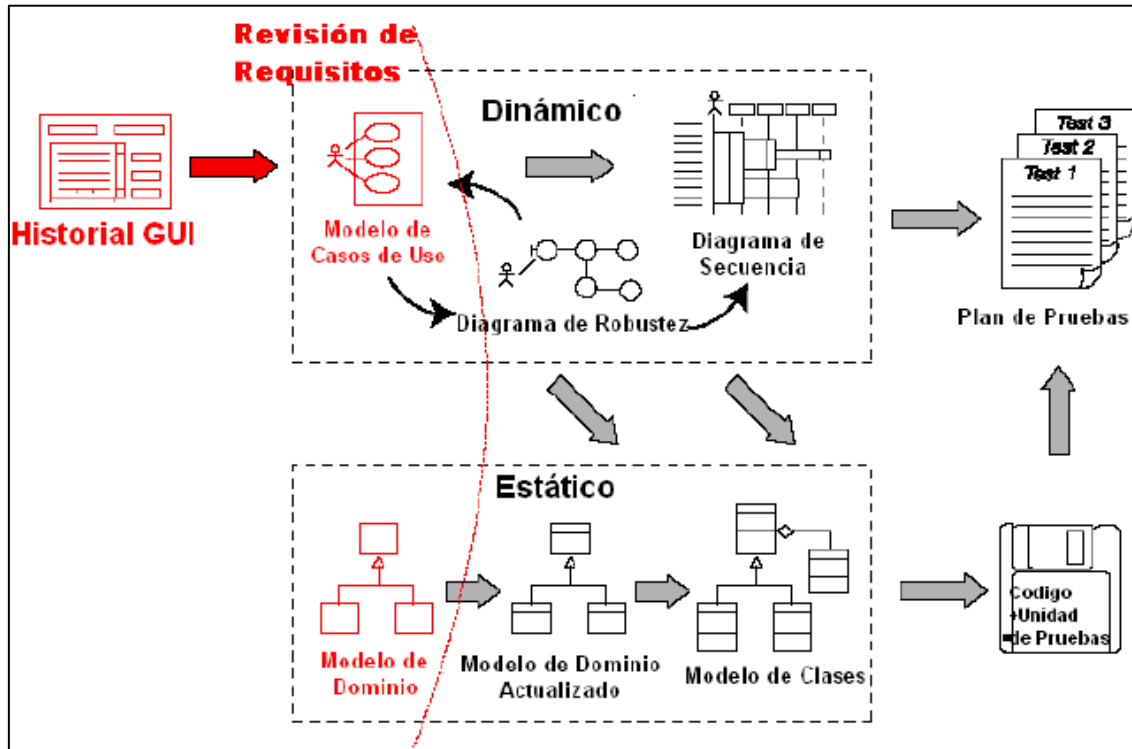 Revisión de
Requisitos
Dinámico
Test 3
Test 2
Test 1
Historial GUI
Modelo de
Casos de Uso
Diagrama de
Secuencia
Diagrama de Robustez
Plan de Pruebas
Estático
Codigo
+Unidad
de Pruebas
Modelo de
Dominio
Modelo de Dominio
Actualizado
Modelo de Clases